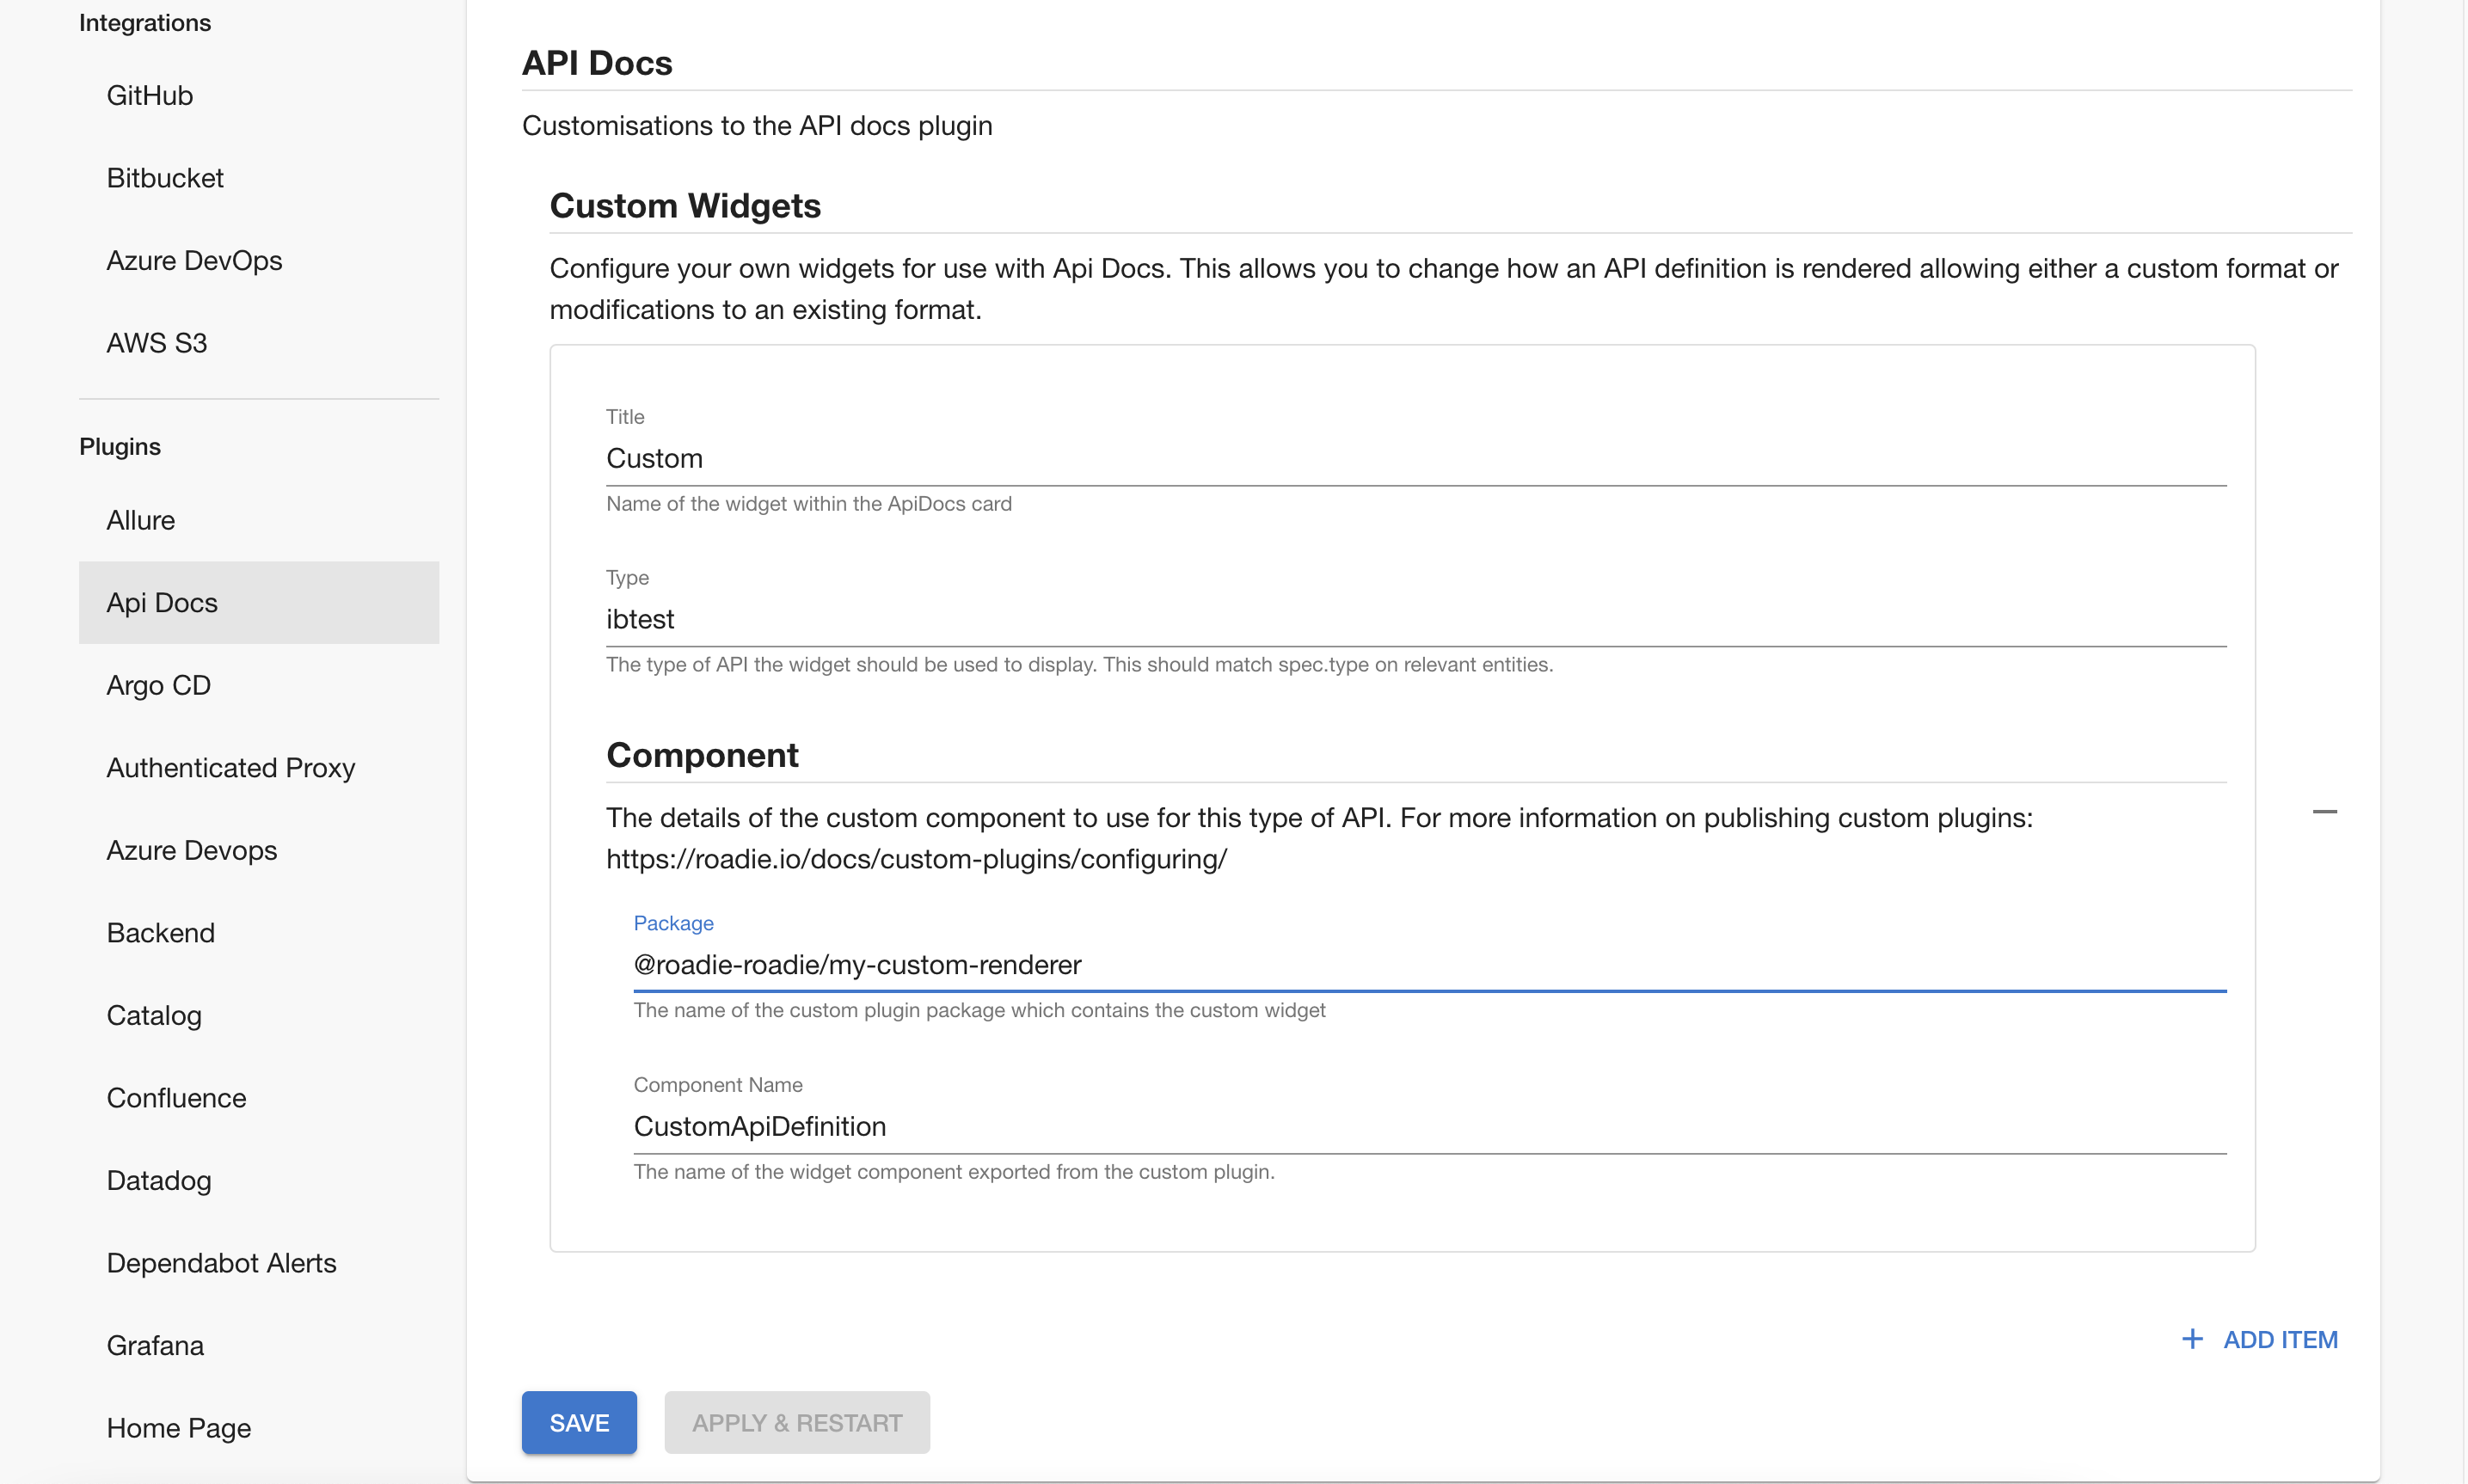 Integrations
GitHub
Bitbucket
Azure DevOps
AWS S3
Plugins
Allure
Api Docs
Argo CD
Authenticated Proxy
Azure Devops
Backend
Catalog
Confluence
Datadog
Dependabot Alerts
Grafana
Home Page
API Docs
Customisations to the API docs plugin
Custom Widgets
Configure your own widgets for use with Api Docs. This allows you to change how an API definition is rendered allowing either a custom format or
modifications to an existing format.
Title
Custom
Name of the widget within the ApiDocs card
Type
ibtest
The type of API the widget should be used to display. This should match spec.type on relevant entities.
Component
The details of the custom component to use for this type of API. For more information on publishing custom plugins:
https://roadie.io/docs/custom-plugins/configuring/
Package
@roadie-roadie/my-custom-renderer
The name of the custom plugin package which contains the custom widget
Component Name
CustomApiDefinition
The name of the widget component exported from the custom plugin.
+ ADD ITEM
SAVE
APPLY & RESTART